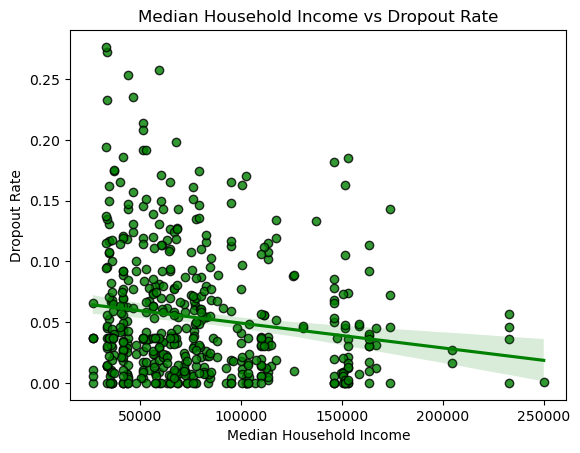 Median Household Income vs Dropout Rate
Dropout Rate
0.25
0.20
0.15
0.10
0.05
0.00
50000 100000 150000 200000 250000
Median Household Income